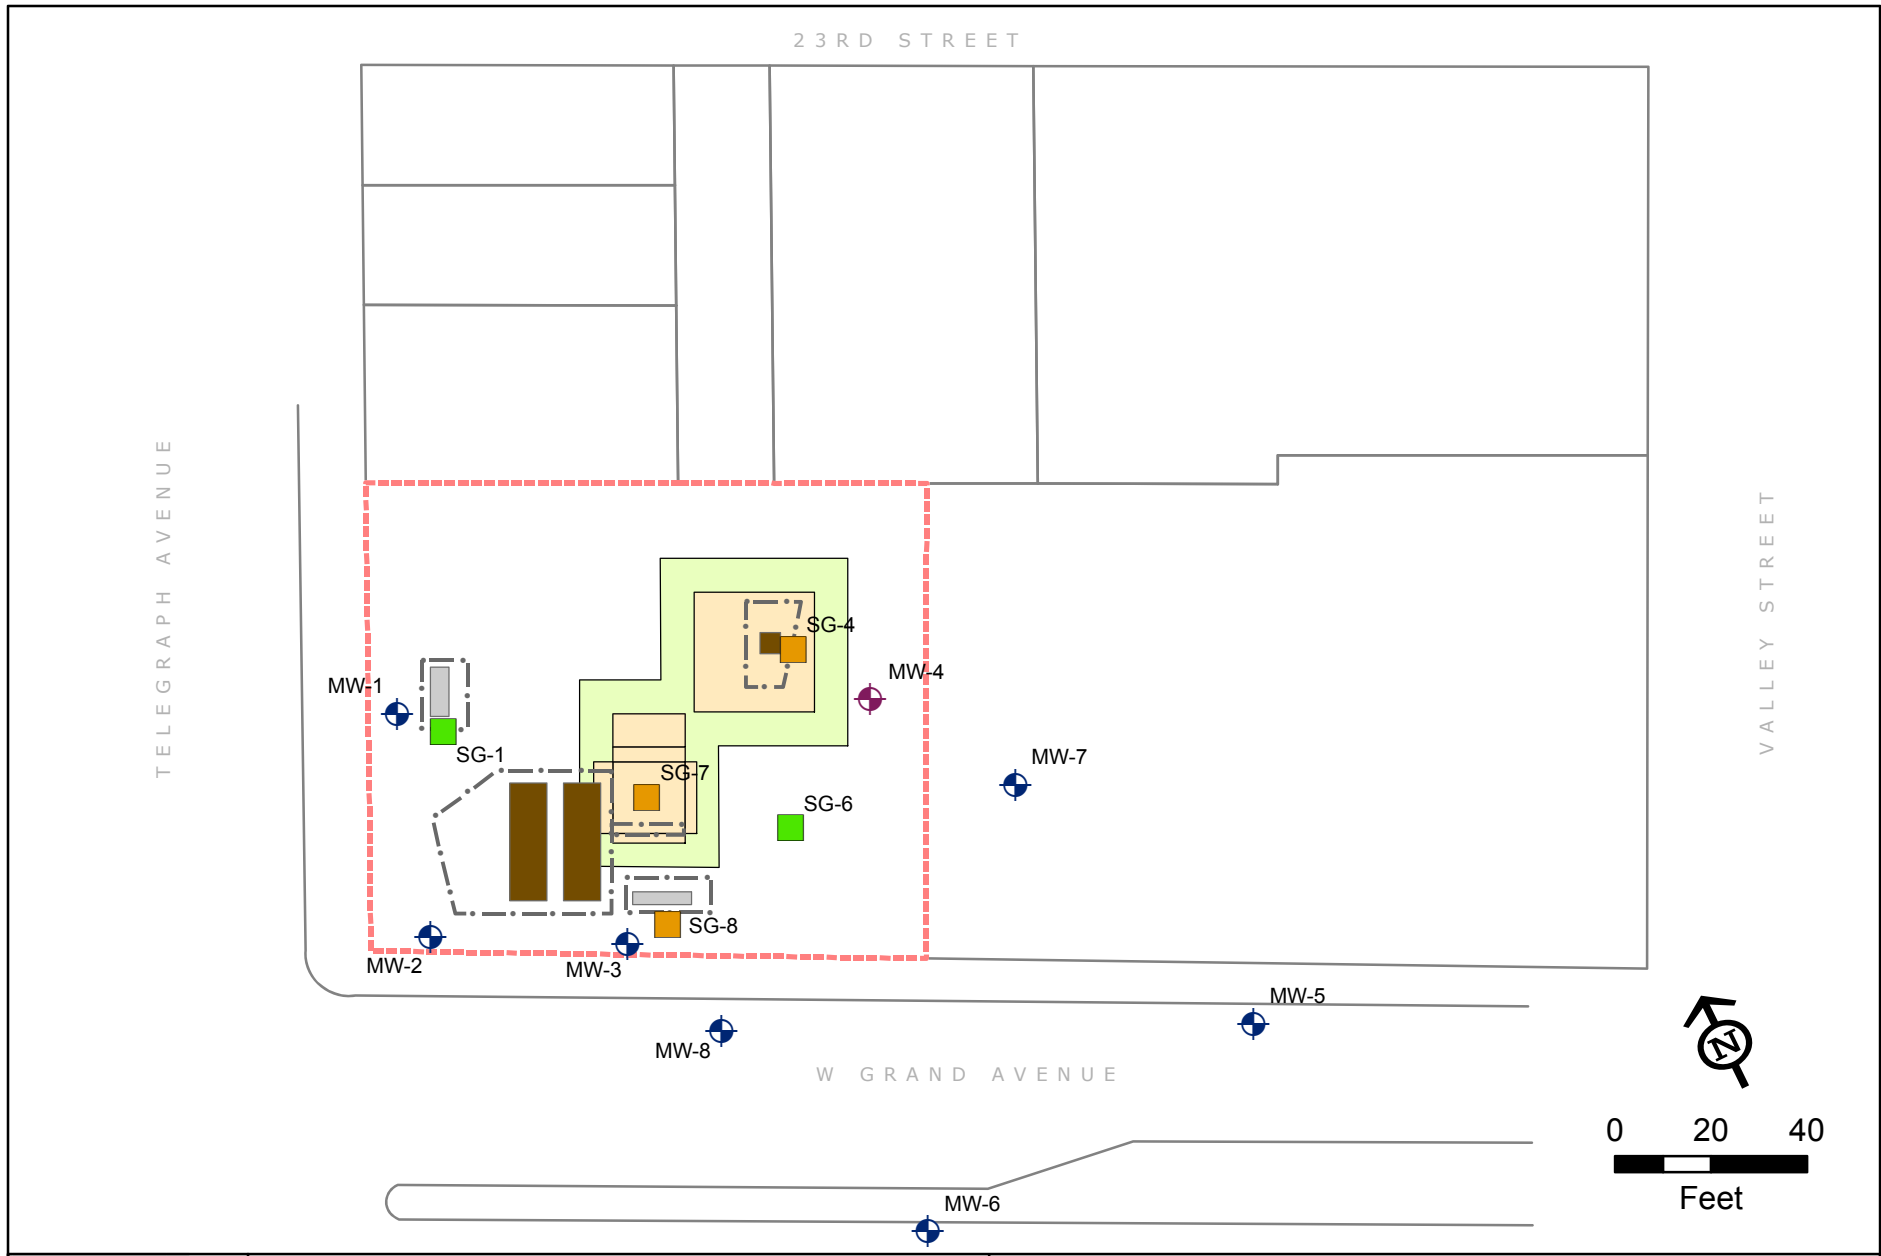 23RD STREET
TELEGRAPH AVENUE
VALLEY STREET
SG-4
MW-4
MW-1
SG-1
SG-7
MW-7
SG-6
SG-8
MW-2
MW-3
MW-5
MW-8
W GRAND AVENUE
N
0 20 40
Feet
MW-6